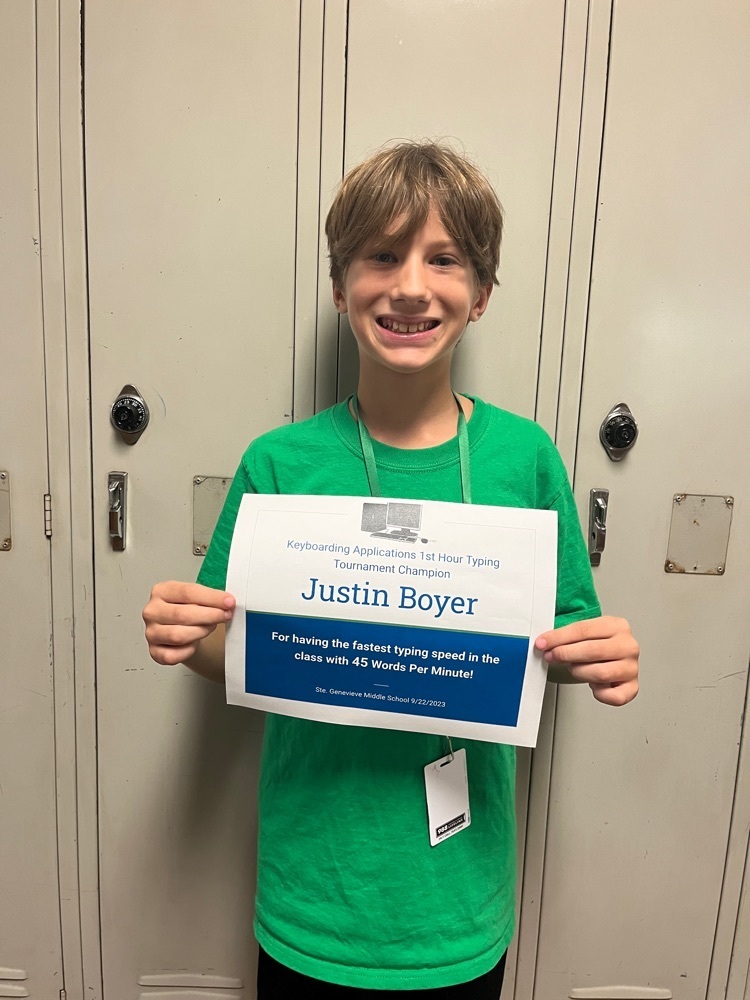 Keyboarding Applications 1st Hour Typing
Tournament Champion
Justin Boyer
For having the fastest typing speed in the
class with 45 Words Per Minute!
Ste. Genevieve Middle School 9/22/2023